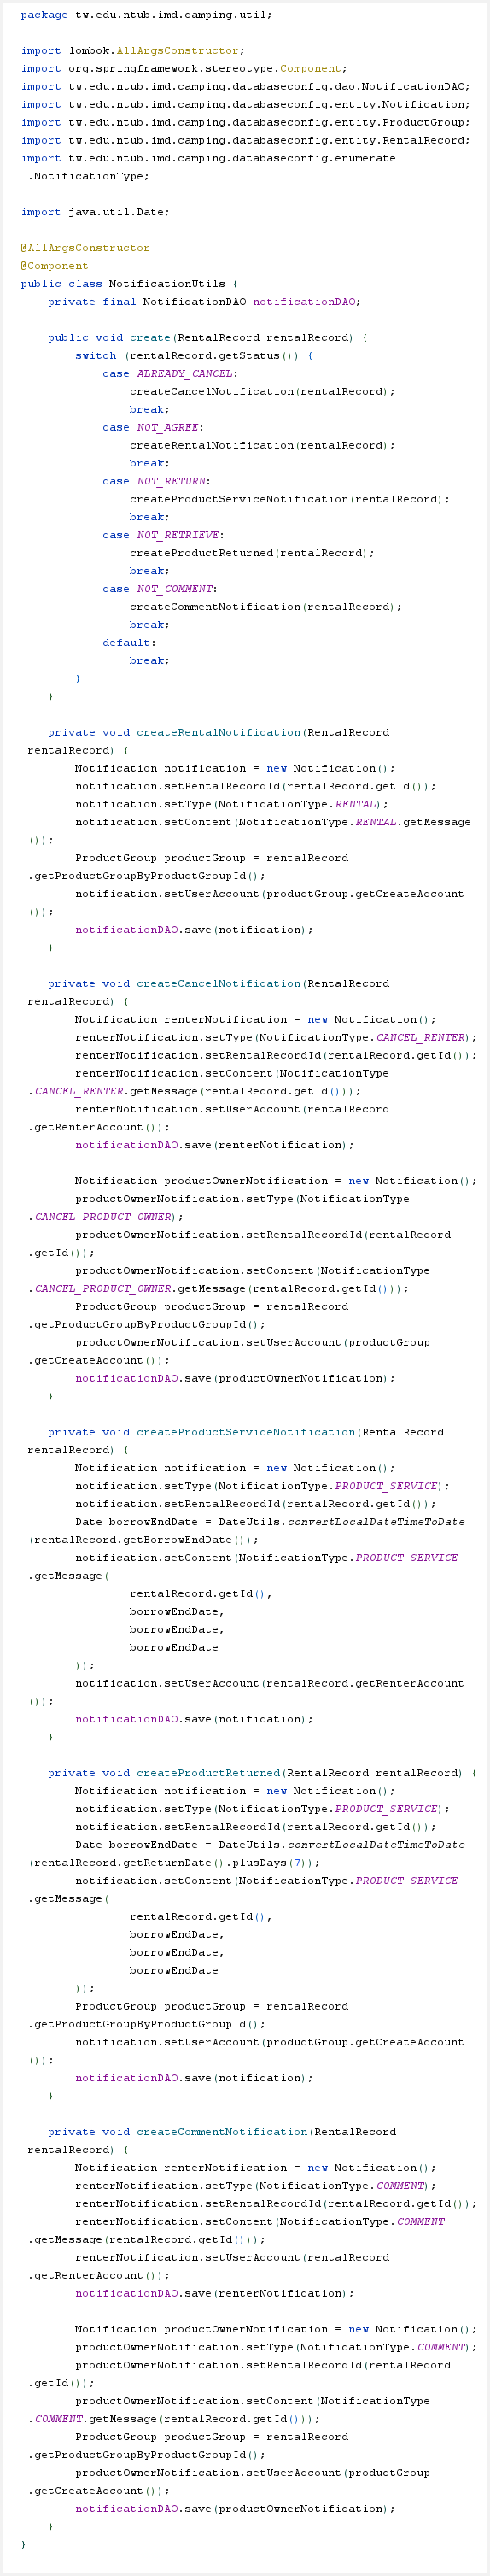 package tw.edu.ntub.imd.camping.util;
import lombok.AllArgsConstructor;
import org.springframework.stereotype.Component;
import tw.edu.ntub.imd.camping.databaseconfig.dao.NotificationDAO;
import tw.edu.ntub.imd.camping.databaseconfig.entity.Notification;
import tw.edu.ntub.imd.camping.databaseconfig.entity.ProductGroup;
import tw.edu.ntub.imd.camping.databaseconfig.entity.RentalRecord;
import tw.edu.ntub.imd.camping.databaseconfig.enumerate
.NotificationType;
import java.util.Date;
@AllArgsConstructor
@Component
public class NotificationUtils {
private final NotificationDAO notificationDAO;
public void create(RentalRecord rentalRecord) {
switch (rentalRecord.getStatus()) {
case ALREADY_CANCEL:
createCancelNotification(rentalRecord);
break;
case NOT_AGREE:
createRentalNotification(rentalRecord);
break;
case NOT_RETURN:
createProductServiceNotification(rentalRecord);
break;
case NOT_RETRIEVE:
createProductReturned(rentalRecord);
break;
case NOT_COMMENT:
createCommentNotification(rentalRecord);
break;
default:
break;
}
}
private void createRentalNotification(RentalRecord
rentalRecord) {
Notification notification = new Notification();
notification.setRentalRecordId(rentalRecord.getId());
notification.setType(NotificationType.RENTAL);
notification.setContent(NotificationType.RENTAL.getMessage
());
ProductGroup productGroup = rentalRecord
.getProductGroupByProductGroupId();
notification.setUserAccount(productGroup.getCreateAccount
());
notificationDAO.save(notification);
}
private void createCancelNotification(RentalRecord
rentalRecord) {
Notification renterNotification = new Notification();
renterNotification.setType(NotificationType.CANCEL_RENTER);
renterNotification.setRentalRecordId(rentalRecord.getId());
renterNotification.setContent(NotificationType
.CANCEL_RENTER.getMessage(rentalRecord.getId()));
renterNotification.setUserAccount(rentalRecord
.getRenterAccount());
notificationDAO.save(renterNotification);
Notification productOwnerNotification = new Notification();
productOwnerNotification.setType(NotificationType
.CANCEL_PRODUCT_OWNER);
productOwnerNotification.setRentalRecordId(rentalRecord
.getId());
productOwnerNotification.setContent(NotificationType
.CANCEL_PRODUCT_OWNER.getMessage(rentalRecord.getId()));
ProductGroup productGroup = rentalRecord
.getProductGroupByProductGroupId();
productOwnerNotification.setUserAccount(productGroup
.getCreateAccount());
notificationDAO.save(productOwnerNotification);
}
private void createProductServiceNotification(RentalRecord
rentalRecord) {
Notification notification = new Notification();
notification.setType(NotificationType.PRODUCT_SERVICE);
notification.setRentalRecordId(rentalRecord.getId());
Date borrowEndDate = DateUtils.convertLocalDateTimeToDate
(rentalRecord.getBorrowEndDate());
notification.setContent(NotificationType.PRODUCT_SERVICE
.getMessage(
rentalRecord.getId(),
borrowEndDate,
borrowEndDate,
borrowEndDate
));
notification.setUserAccount(rentalRecord.getRenterAccount
());
notificationDAO.save(notification);
}
private void createProductReturned(RentalRecord rentalRecord) {
Notification notification = new Notification();
notification.setType(NotificationType.PRODUCT_SERVICE);
notification.setRentalRecordId(rentalRecord.getId());
Date borrowEndDate = DateUtils.convertLocalDateTimeToDate
(rentalRecord.getReturnDate().plusDays(7));
notification.setContent(NotificationType.PRODUCT_SERVICE
.getMessage(
rentalRecord.getId(),
borrowEndDate,
borrowEndDate,
borrowEndDate
));
ProductGroup productGroup = rentalRecord
.getProductGroupByProductGroupId();
notification.setUserAccount(productGroup.getCreateAccount
());
notificationDAO.save(notification);
}
private void createCommentNotification(RentalRecord
rentalRecord) {
Notification renterNotification = new Notification();
renterNotification.setType(NotificationType.COMMENT);
renterNotification.setRentalRecordId(rentalRecord.getId());
renterNotification.setContent(NotificationType.COMMENT
.getMessage(rentalRecord.getId()));
renterNotification.setUserAccount(rentalRecord
.getRenterAccount());
notificationDAO.save(renterNotification);
Notification productOwnerNotification = new Notification();
productOwnerNotification.setType(NotificationType.COMMENT);
productOwnerNotification.setRentalRecordId(rentalRecord
.getId());
productOwnerNotification.setContent(NotificationType
.COMMENT.getMessage(rentalRecord.getId()));
ProductGroup productGroup = rentalRecord
.getProductGroupByProductGroupId();
productOwnerNotification.setUserAccount(productGroup
.getCreateAccount());
notificationDAO.save(productOwnerNotification);
}
}